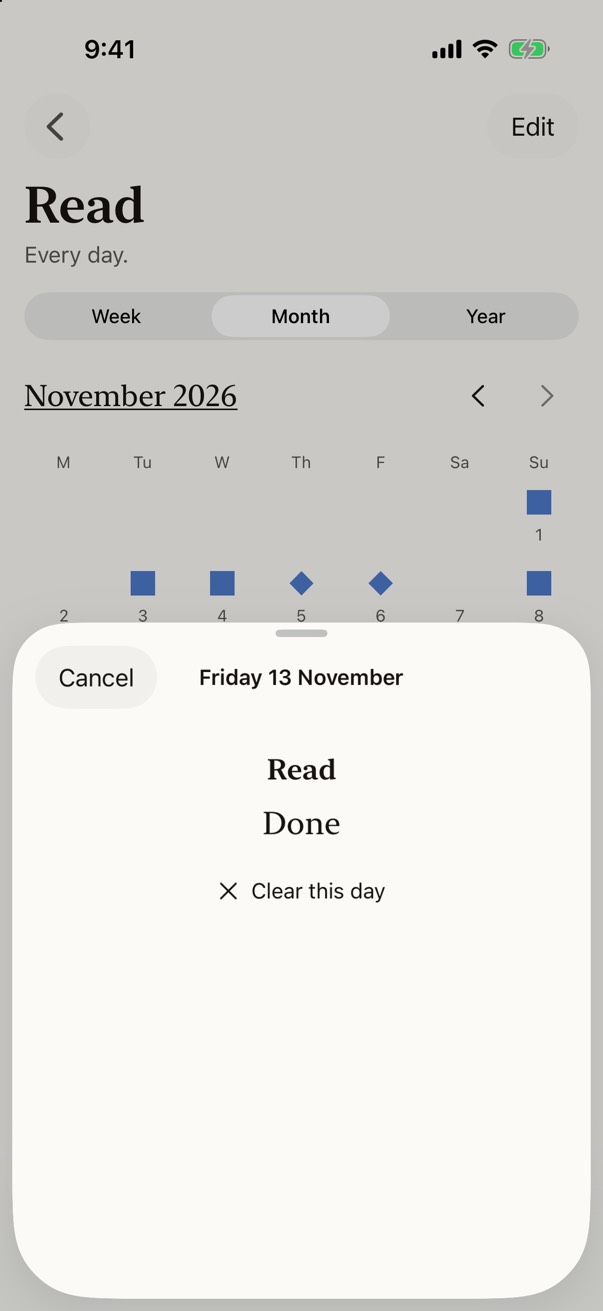 9:41
Edit
Read
Every day.
Week Month Year
November 2026
M Tu W Th F Sa Su
1
2 3 4 5 6 7 8
Cancel
Friday 13 November
Read
Done
Clear this day